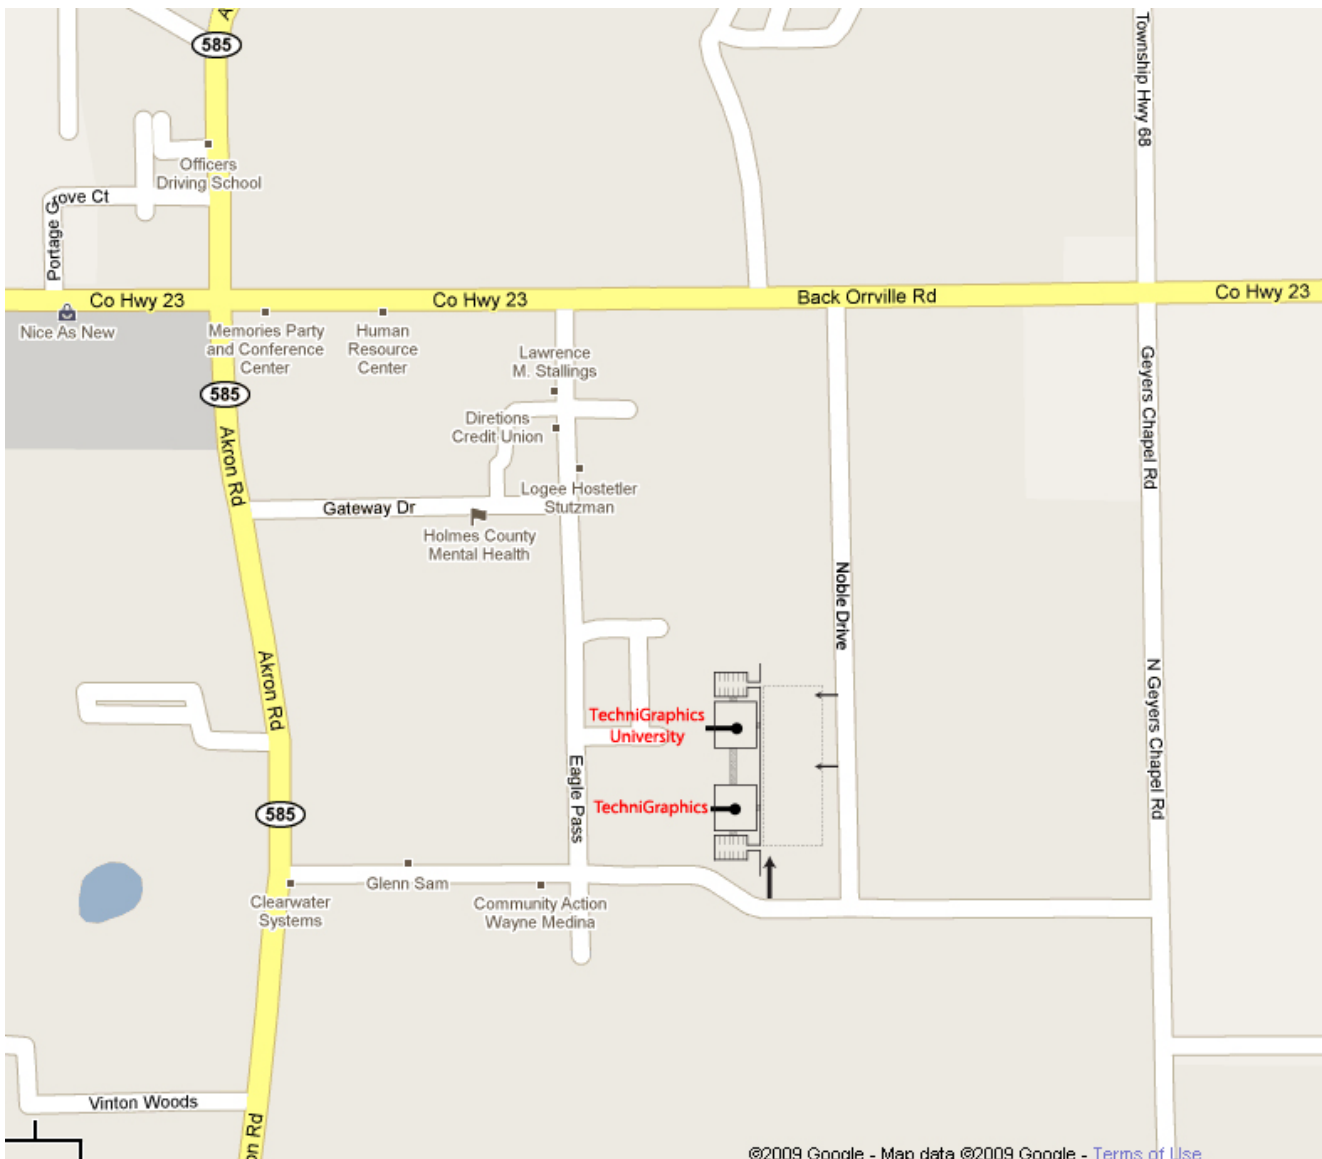 585
Township Hwy 68
Officers
Driving School
Portage Grove Ct
Co Hwy 23
Co Hwy 23
Back Orrville Rd
Co Hwy 23
Nice As New
Memories Party
and Conference
Center
Human
Resource
Center
Lawrence
M. Stallings
585
Geyers Chapel Rd
Diretions
Credit Union
Akron Rd
Logee Hostetler
Stutzman
Gateway Dr
Holmes County
Mental Health
Noble Drive
Akron Rd
N Geyers Chapel Rd
TechniGraphics
University
Eagle Pass
TechniGraphics
585
Glenn Sam
Clearwater
Systems
Community Action
Wayne Medina
Vinton Woods
on Rd
©2009 Google - Map data ©2009 Google - Terms of Use